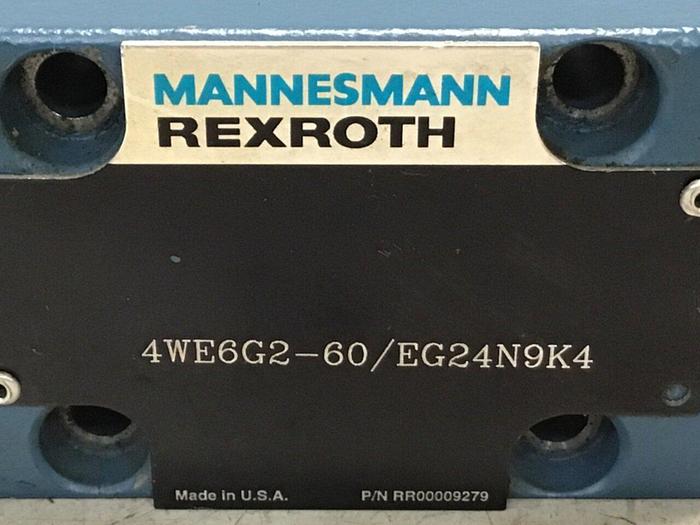 MANNESMANN
REXROTH
4WE6G2-60/EG24N9K4
Made in U.S.A. P/N RR00009279